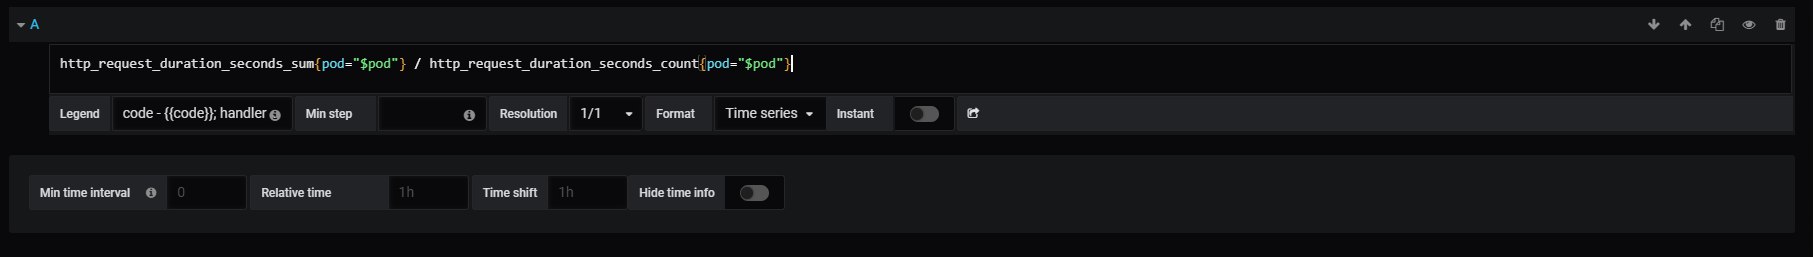 A
http_request_duration_seconds_sum{pod="$pod"} / http_request_duration_seconds_count{pod="$pod"}
Legend code - {{code}}; handler Min step Resolution 1/1 Format Time series Instant
Min time interval 0 Relative time 1h Time shift 1h Hide time info